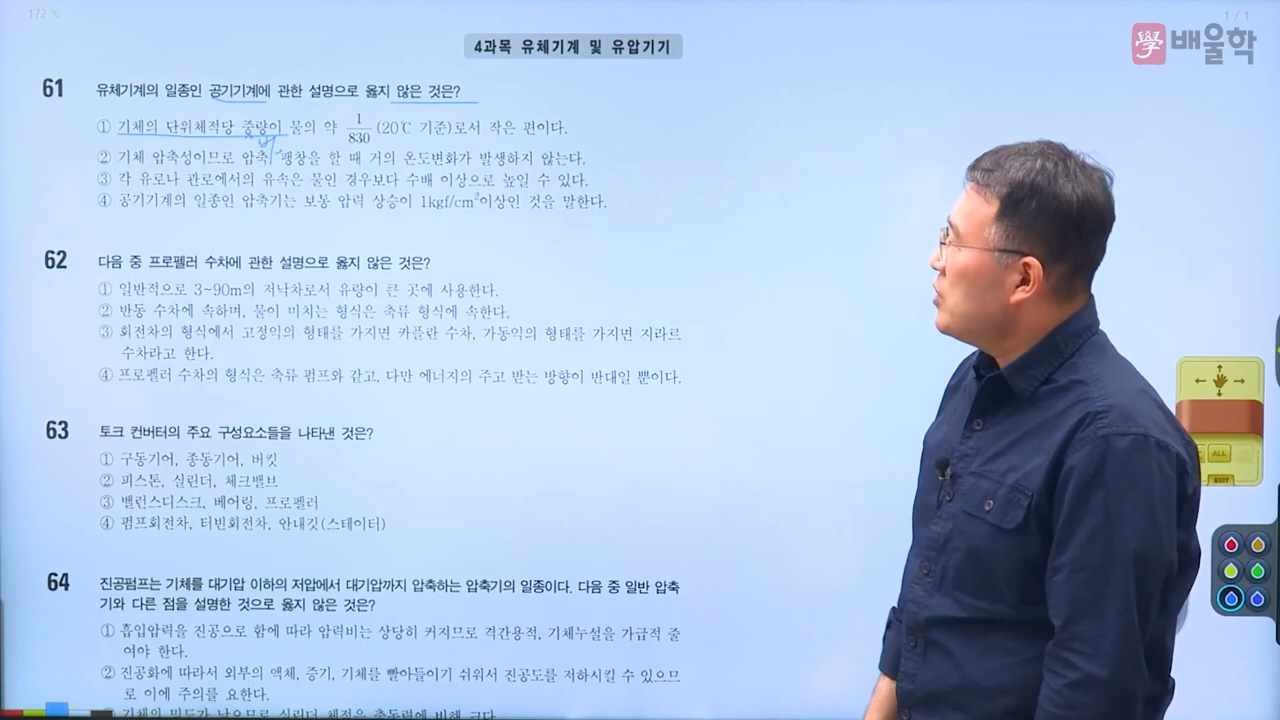 172 %
1 / 1
學 배울학
4과목 유체기계 및 유압기기
61 유체기계의 일종인 공기기계에 관한 설명으로 옳지 않은 것은?
① 기체의 단위체적당 중량이 물의 약 1/830 (20℃ 기준)로서 작은 편이다.
② 기체 압축성이므로 압축, 팽창을 할 때 거의 온도변화가 발생하지 않는다.
③ 각 유로나 관로에서의 유속은 물인 경우보다 수배 이상으로 높일 수 있다.
④ 공기기계의 일종인 압축기는 보통 압력 상승이 1kgf/cm²이상인 것을 말한다.
62 다음 중 프로펠러 수차에 관한 설명으로 옳지 않은 것은?
① 일반적으로 3~90m의 저낙차로서 유량이 큰 곳에 사용한다.
② 반동 수차에 속하며, 물이 미치는 형식은 축류 형식에 속한다.
③ 회전차의 형식에서 고정익의 형태를 가지면 카플란 수차, 가동익의 형태를 가지면 지라르
수차라고 한다.
④ 프로펠러 수차의 형식은 축류 펌프와 같고, 다만 에너지의 주고 받는 방향이 반대일 뿐이다.
63 토크 컨버터의 주요 구성요소들을 나타낸 것은?
① 구동기어, 종동기어, 버킷
② 피스톤, 실린더, 체크밸브
③ 밸런스디스크, 베어링, 프로펠러
④ 펌프회전차, 터빈회전차, 안내깃(스테이터)
64 진공펌프는 기체를 대기압 이하의 저압에서 대기압까지 압축하는 압축기의 일종이다. 다음 중 일반 압축
기와 다른 점을 설명한 것으로 옳지 않은 것은?
① 흡입압력을 진공으로 함에 따라 압력비는 상당히 커지므로 격간용적, 기체누설을 가급적 줄
여야 한다.
② 진공화에 따라서 외부의 액체, 증기, 기체를 빨아들이기 쉬워서 진공도를 저하시킬 수 있으므
로 이에 주의를 요한다.
③ 기체의 밀도가 낮으므로 실린더 체적은 축동력에 비해 크다.
ALL
EXIT